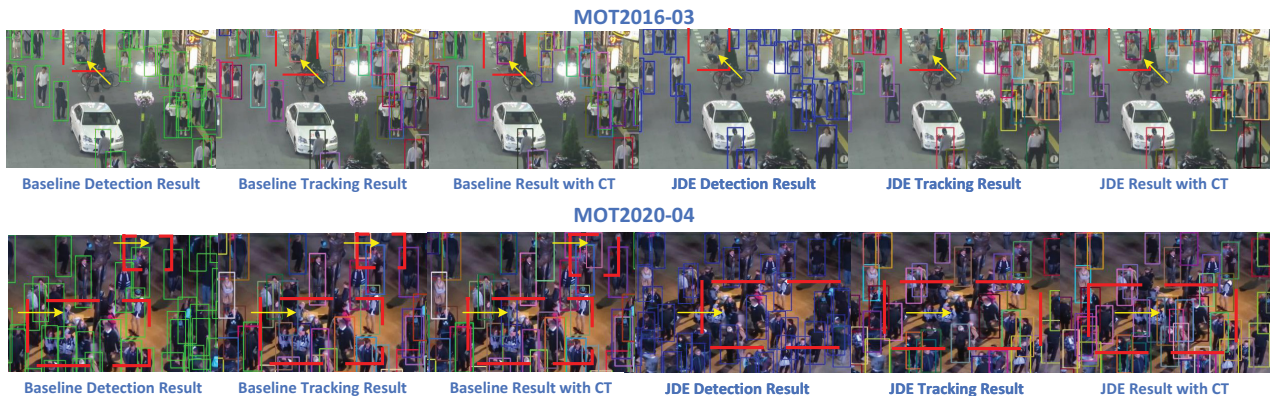 MOT2016-03
Baseline Detection Result
Baseline Tracking Result
Baseline Result with CT
JDE Detection Result
JDE Tracking Result
JDE Result with CT
MOT2020-04
Baseline Detection Result
Baseline Tracking Result
Baseline Result with CT
JDE Detection Result
JDE Tracking Result
JDE Result with CT